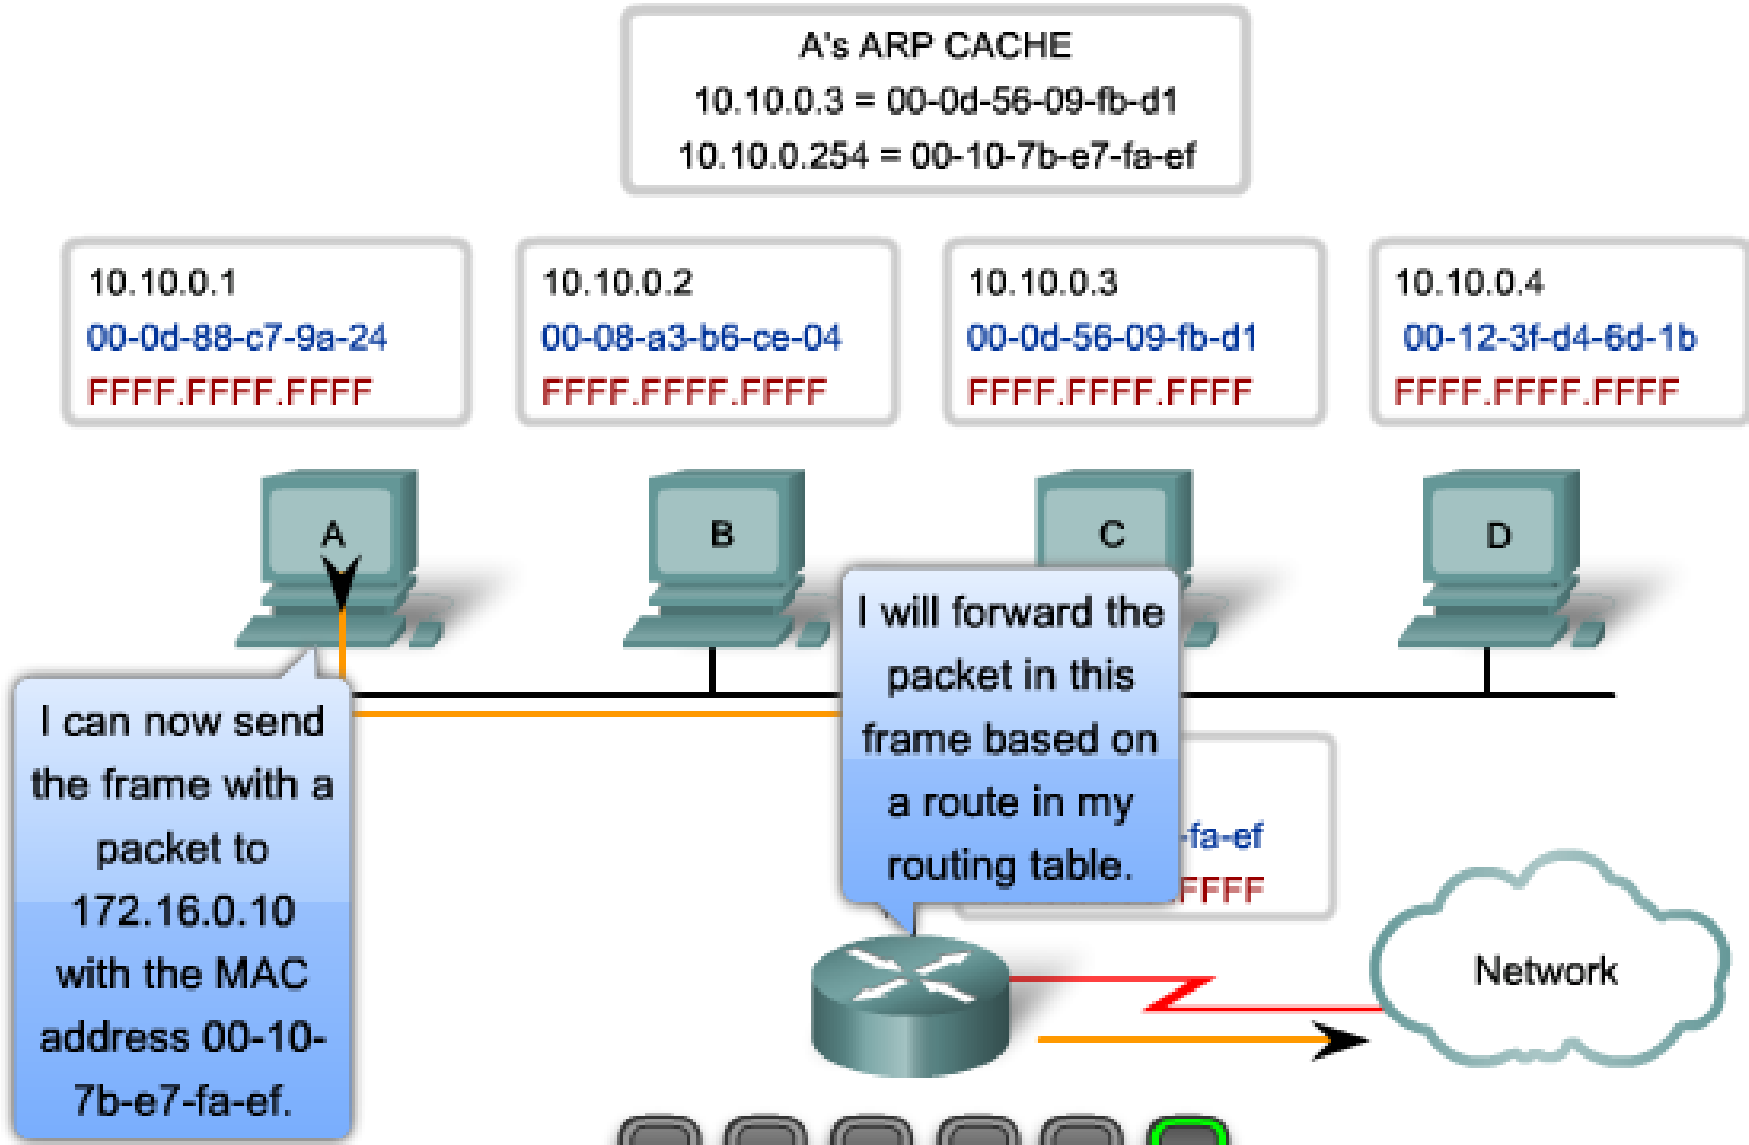 A's ARP CACHE
10.10.0.3 = 00-0d-56-09-fb-d1
10.10.0.254 = 00-10-7b-e7-fa-ef
10.10.0.1
00-0d-88-c7-9a-24
FFFF.FFFF.FFFF
10.10.0.2
00-08-a3-b6-ce-04
FFFF.FFFF.FFFF
10.10.0.3
00-0d-56-09-fb-d1
FFFF.FFFF.FFFF
10.10.0.4
00-12-3f-d4-6d-1b
FFFF.FFFF.FFFF
A
B
C
D
I can now send
the frame with a
packet to
172.16.0.10
with the MAC
address 00-10-
7b-e7-fa-ef.
I will forward the
packet in this
frame based on
a route in my
routing table.
-fa-ef
FFFF
Network